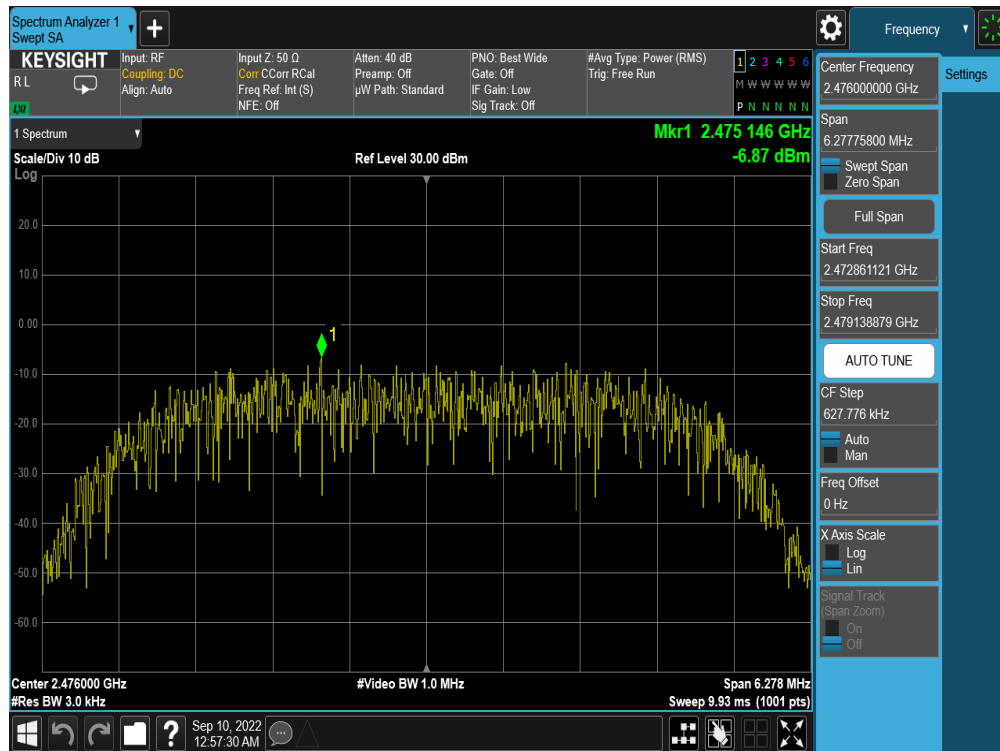 Spectrum Analyzer 1
Swept SA
+
Frequency
KEYSIGHT
R L
LXI
Input: RF
Coupling: DC
Align: Auto
Input Z: 50 Ω
Corr CCorr RCal
Freq Ref: Int (S)
NFE: Off
Atten: 40 dB
Preamp: Off
µW Path: Standard
PNO: Best Wide
Gate: Off
IF Gain: Low
Sig Track: Off
#Avg Type: Power (RMS)
Trig: Free Run
1 2 3 4 5 6
M W W W W W
P N N N N N
1 Spectrum
Scale/Div 10 dB
Log
Ref Level 30.00 dBm
Mkr1 2.475 146 GHz
-6.87 dBm
20.0
10.0
0.00
-10.0
-20.0
-30.0
-40.0
-50.0
-60.0
1
Center 2.476000 GHz
#Res BW 3.0 kHz
#Video BW 1.0 MHz
Span 6.278 MHz
Sweep 9.93 ms (1001 pts)
Center Frequency
2.476000000 GHz
Settings
Span
6.27775800 MHz
Swept Span
Zero Span
Full Span
Start Freq
2.472861121 GHz
Stop Freq
2.479138879 GHz
AUTO TUNE
CF Step
627.776 kHz
Auto
Man
Freq Offset
0 Hz
X Axis Scale
Log
Lin
Signal Track
(Span Zoom)
On
Off
?
Sep 10, 2022
12:57:30 AM